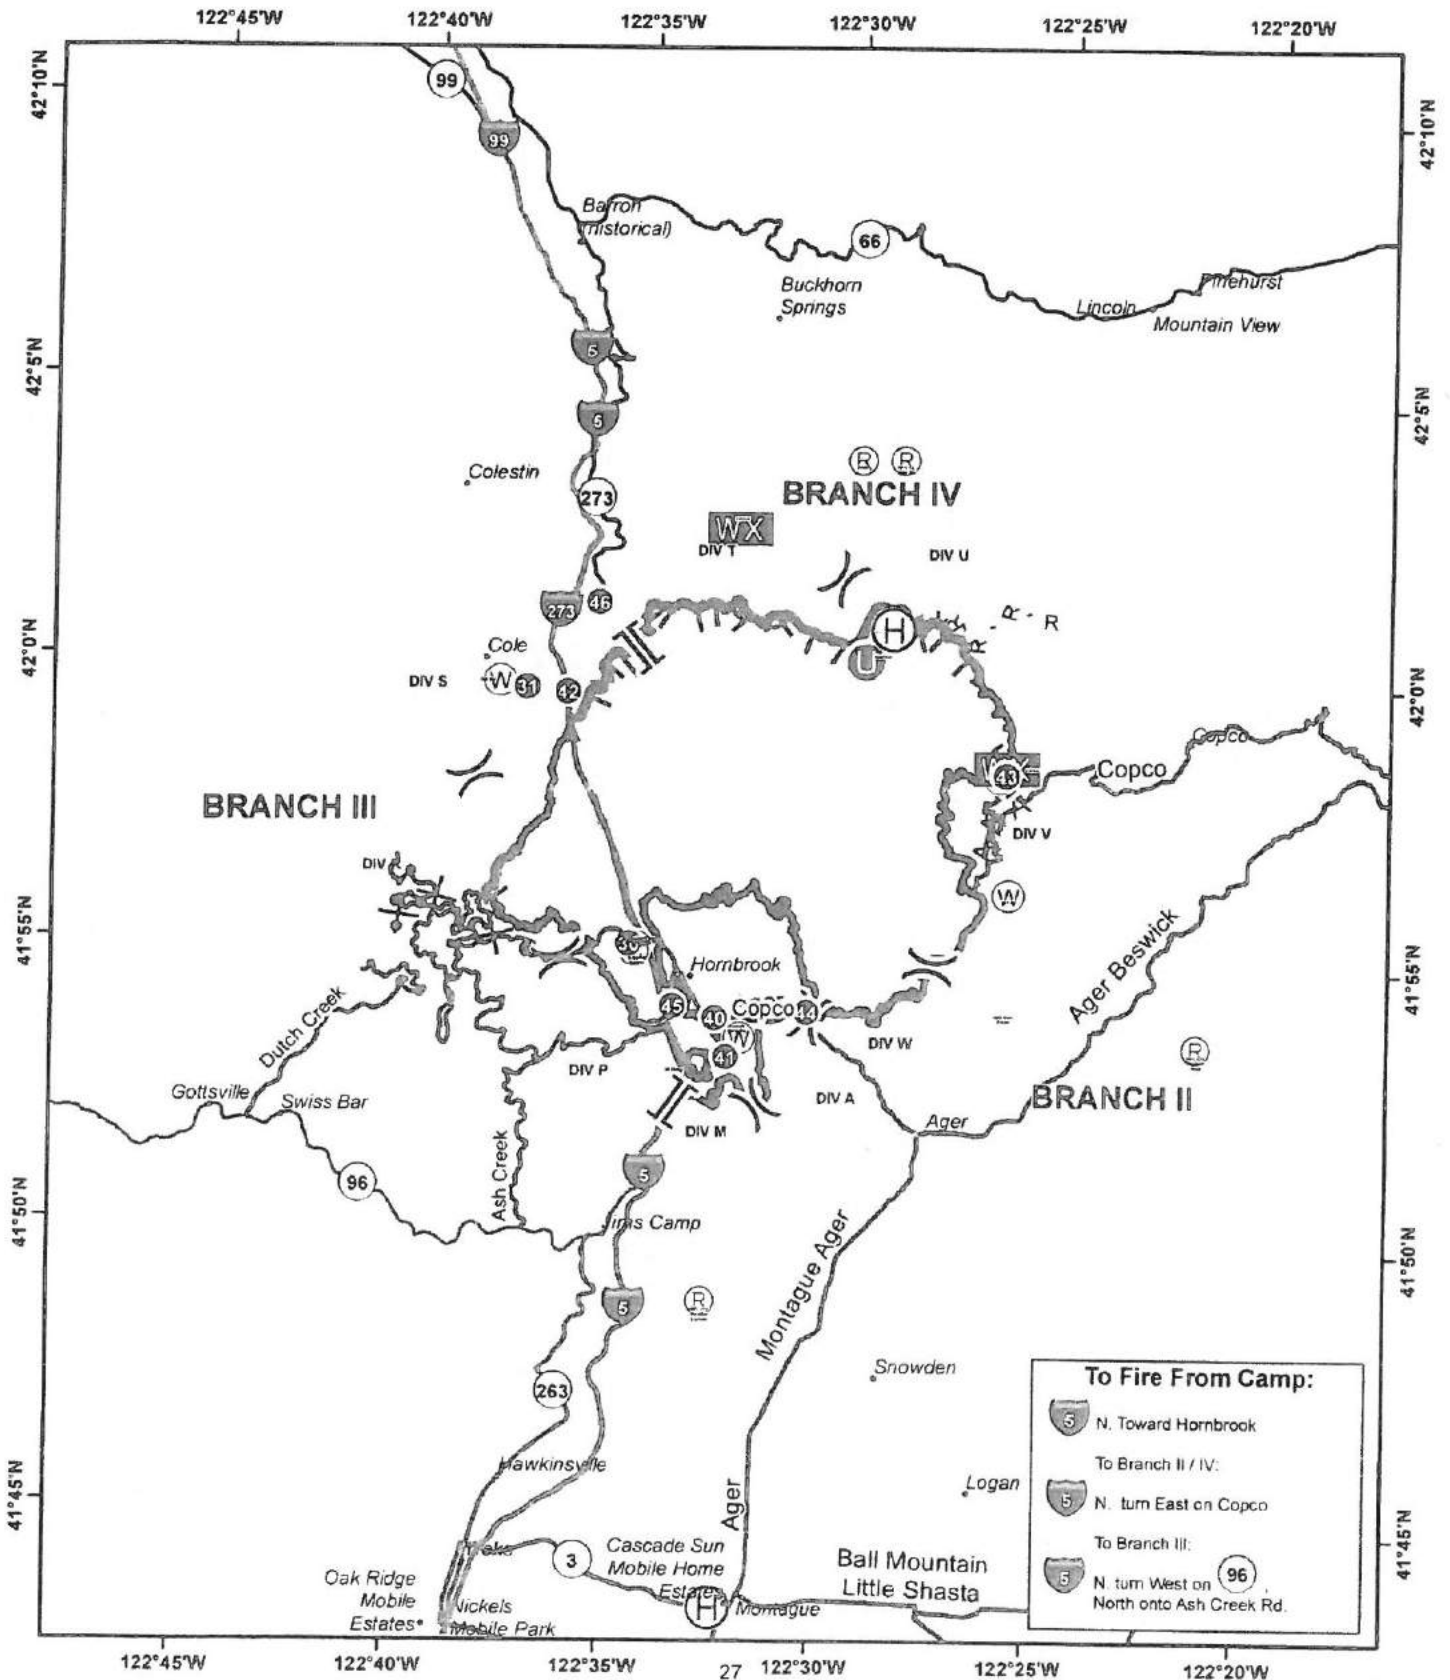 122°45'W 122°40'W 122°35'W 122°30'W 122°25'W 122°20'W
42°10'N
42°10'N
99
99
Barron
(historical)
66
Buckhorn
Springs
Pinehurst
Lincoln
Mountain View
42°5'N
42°5'N
5
5
Colestin
273
R R
BRANCH IV
WX
DIV T
DIV U
46
273
H
R R R
U
42°0'N
42°0'N
Cole
DIV S
W 31 42
Copco
43
Copco
BRANCH III
DIV V
DIV
W
41°55'N
41°55'N
Hornbrook
Ager Beswick
45
40
Copco
44
W
41
Dutch Creek
DIV W
R
DIV P
Gottsville
Swiss Bar
DIV A
BRANCH II
Ager
DIV M
96
Ash Creek
5
41°50'N
41°50'N
Jims Camp
Montague Ager
R
5
Snowden
263
Hawkinsville
Logan
41°45'N
41°45'N
Ager
Yreka
3
Cascade Sun
Mobile Home
Estates
Ball Mountain
Little Shasta
Oak Ridge
Mobile
Estates
Nickels
Mobile Park
H
Montague
To Fire From Camp:
5 N. Toward Hornbrook
To Branch II / IV:
5 N. turn East on Copco
To Branch III:
5 N. turn West on 96 ,
North onto Ash Creek Rd.
122°45'W 122°40'W 122°35'W 122°30'W 122°25'W 122°20'W
27